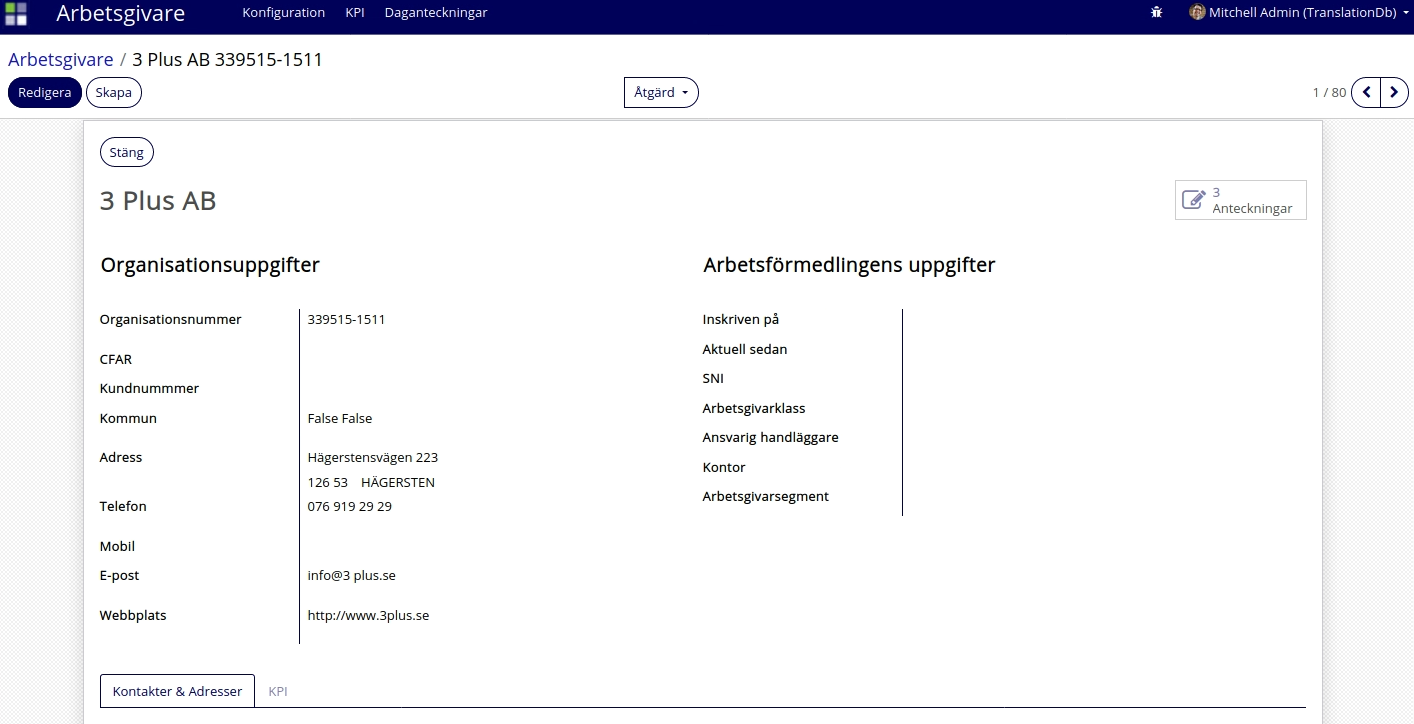 Arbetsgivare Konfiguration KPI Daganteckningar Mitchell Admin (TranslationDb)
Arbetsgivare / 3 Plus AB 339515-1511
Redigera Skapa Åtgärd 1 / 80
Stäng
3 Plus AB
3
Anteckningar
Organisationsuppgifter
Organisationsnummer 339515-1511
CFAR
Kundnummmer
Kommun False False
Adress Hägerstensvägen 223
126 53 HÄGERSTEN
Telefon 076 919 29 29
Mobil
E-post info@3 plus.se
Webbplats http://www.3plus.se
Arbetsförmedlingens uppgifter
Inskriven på
Aktuell sedan
SNI
Arbetsgivarklass
Ansvarig handläggare
Kontor
Arbetsgivarsegment
Kontakter & Adresser KPI